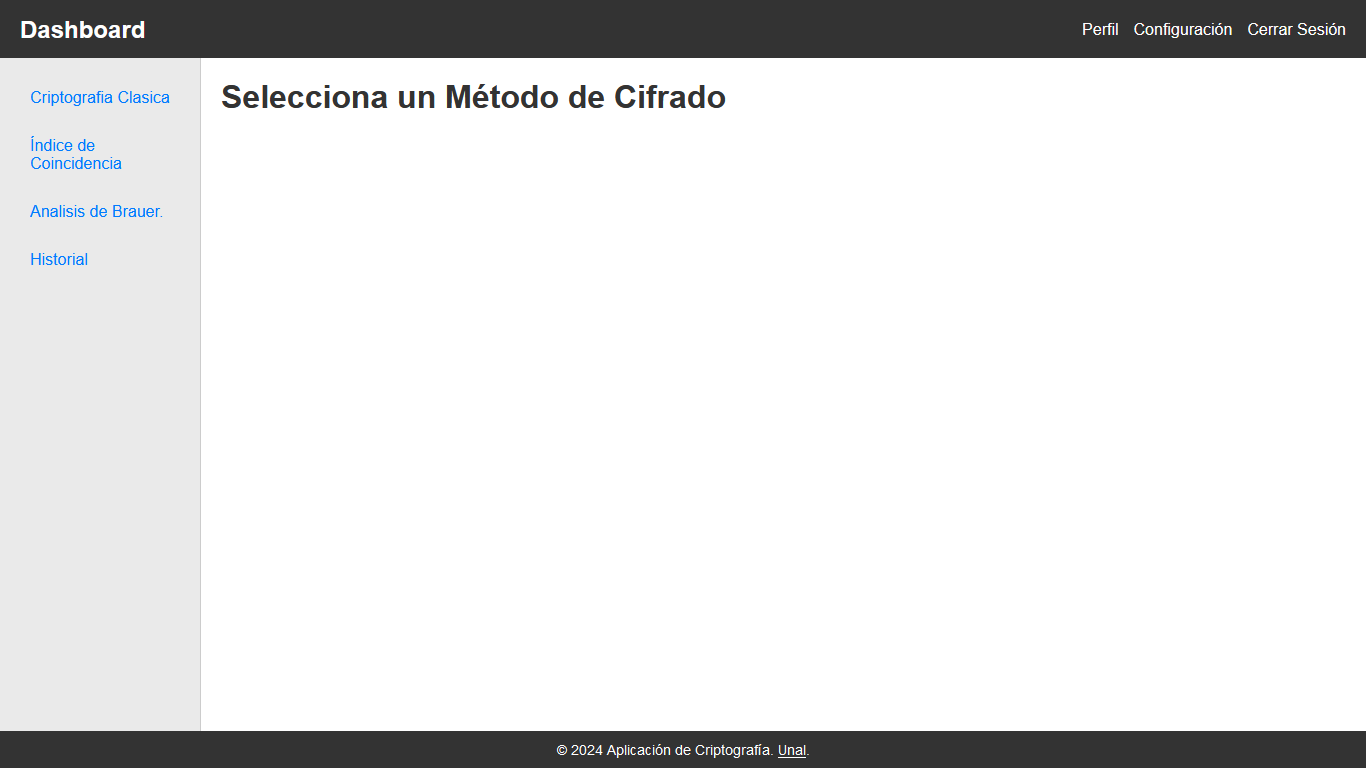 Dashboard
Perfil Configuración Cerrar Sesión
Criptografia Clasica
Índice de
Coincidencia
Analisis de Brauer.
Historial
Selecciona un Método de Cifrado
© 2024 Aplicación de Criptografía. Unal.